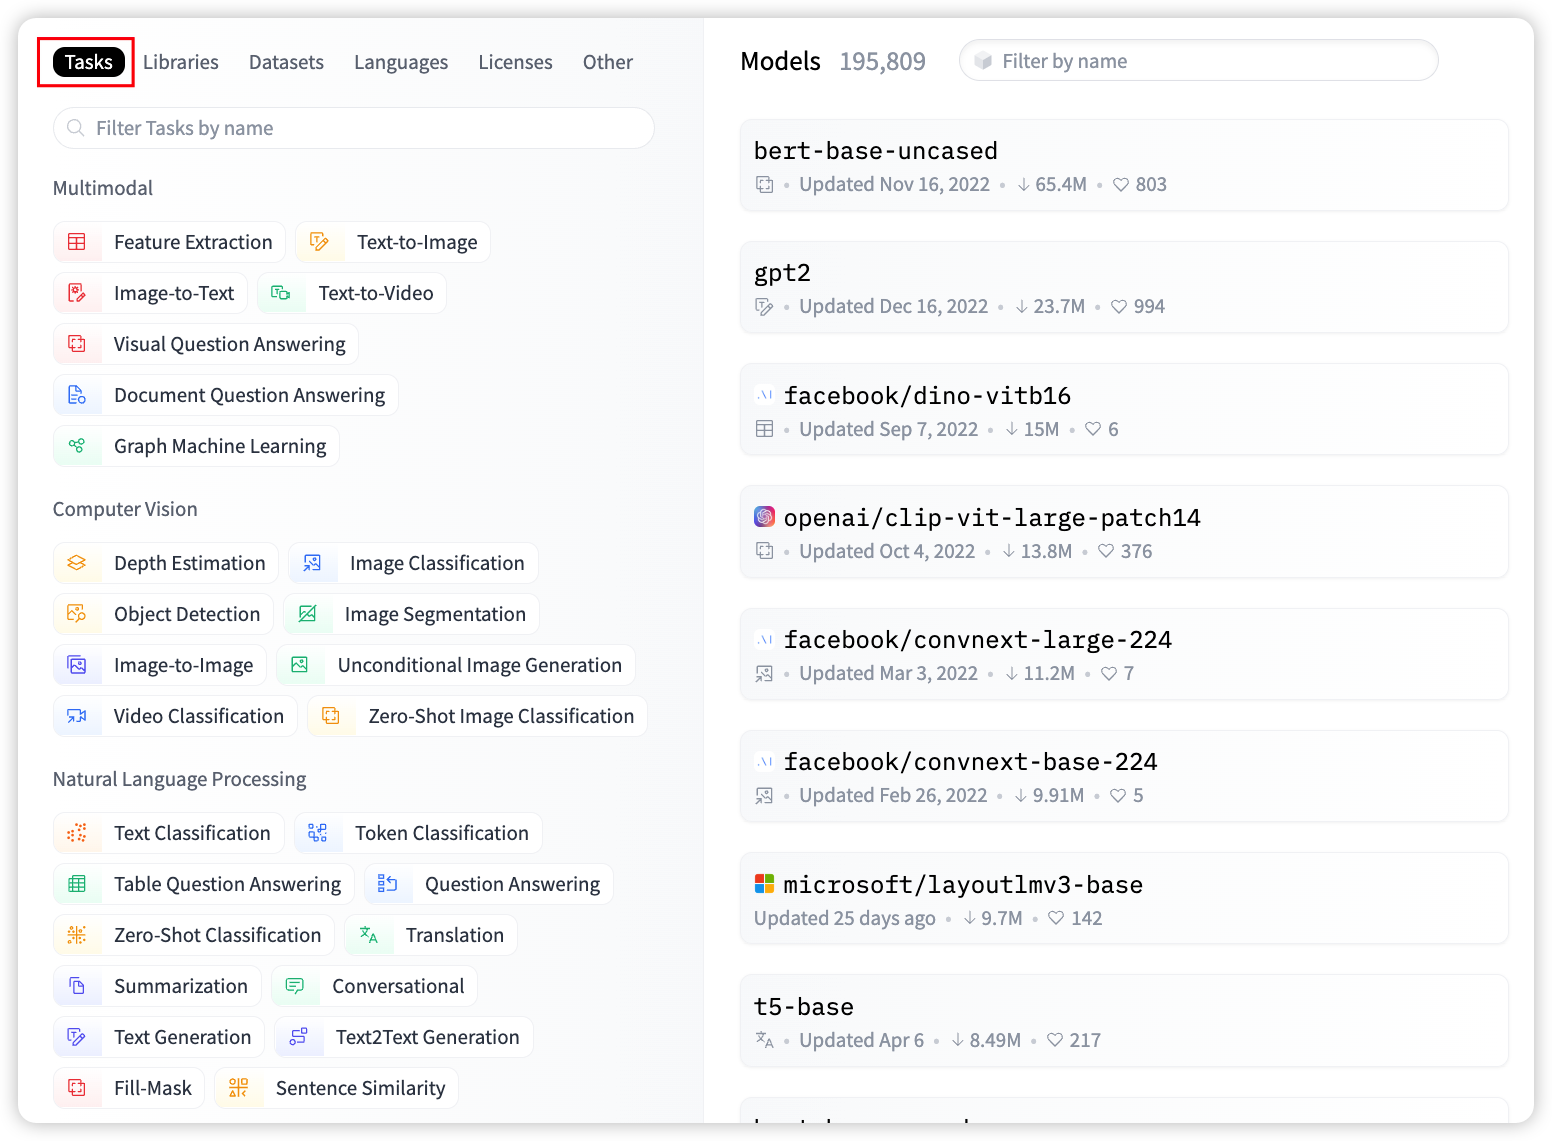 Tasks Libraries Datasets Languages Licenses Other
Filter Tasks by name
Multimodal
Feature Extraction Text-to-Image
Image-to-Text Text-to-Video
Visual Question Answering
Document Question Answering
Graph Machine Learning
Computer Vision
Depth Estimation Image Classification
Object Detection Image Segmentation
Image-to-Image Unconditional Image Generation
Video Classification Zero-Shot Image Classification
Natural Language Processing
Text Classification Token Classification
Table Question Answering Question Answering
Zero-Shot Classification Translation
Summarization Conversational
Text Generation Text2Text Generation
Fill-Mask Sentence Similarity
Models 195,809 Filter by name
bert-base-uncased
• Updated Nov 16, 2022 • ↓ 65.4M • ♡ 803
gpt2
• Updated Dec 16, 2022 • ↓ 23.7M • ♡ 994
facebook/dino-vitb16
• Updated Sep 7, 2022 • ↓ 15M • ♡ 6
openai/clip-vit-large-patch14
• Updated Oct 4, 2022 • ↓ 13.8M • ♡ 376
facebook/convnext-large-224
• Updated Mar 3, 2022 • ↓ 11.2M • ♡ 7
facebook/convnext-base-224
• Updated Feb 26, 2022 • ↓ 9.91M • ♡ 5
microsoft/layoutlmv3-base
Updated 25 days ago • ↓ 9.7M • ♡ 142
t5-base
• Updated Apr 6 • ↓ 8.49M • ♡ 217